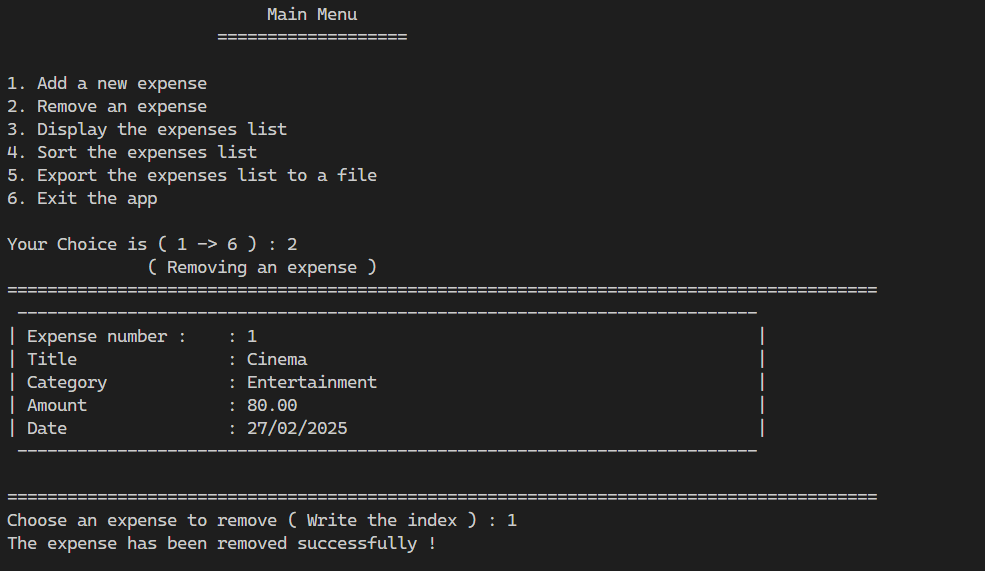 Main Menu
===================
1. Add a new expense
2. Remove an expense
3. Display the expenses list
4. Sort the expenses list
5. Export the expenses list to a file
6. Exit the app
Your Choice is ( 1 -> 6 ) : 2
( Removing an expense )
=======================================================================================
--------------------------------------------------------------------------
| Expense number :    : 1 |
| Title : Cinema |
| Category : Entertainment |
| Amount : 80.00 |
| Date : 27/02/2025 |
--------------------------------------------------------------------------
=======================================================================================
Choose an expense to remove ( Write the index ) : 1
The expense has been removed successfully !